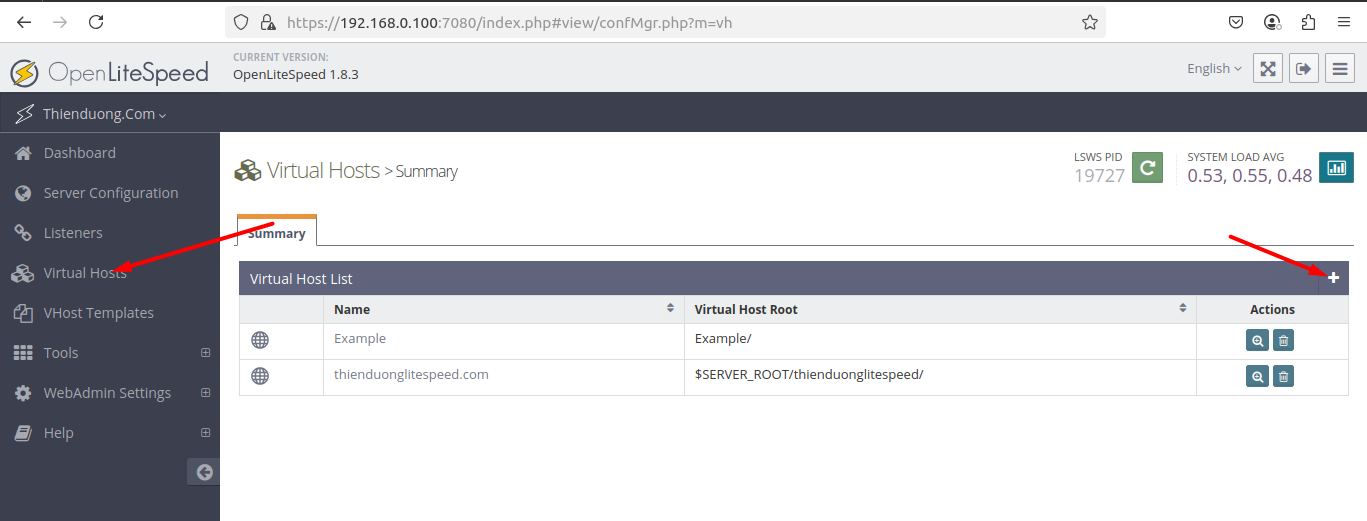 https://192.168.0.100:7080/index.php#view/confMgr.php?m=vh
OpenLiteSpeed
CURRENT VERSION:
OpenLiteSpeed 1.8.3
English
Thienduong.Com
Dashboard
Server Configuration
Listeners
Virtual Hosts
VHost Templates
Tools
WebAdmin Settings
Help
Virtual Hosts > Summary
LSWS PID
19727
SYSTEM LOAD AVG
0.53, 0.55, 0.48
Summary
Virtual Host List
Name Virtual Host Root Actions
Example Example/
thienduonglitespeed.com $SERVER_ROOT/thienduonglitespeed/